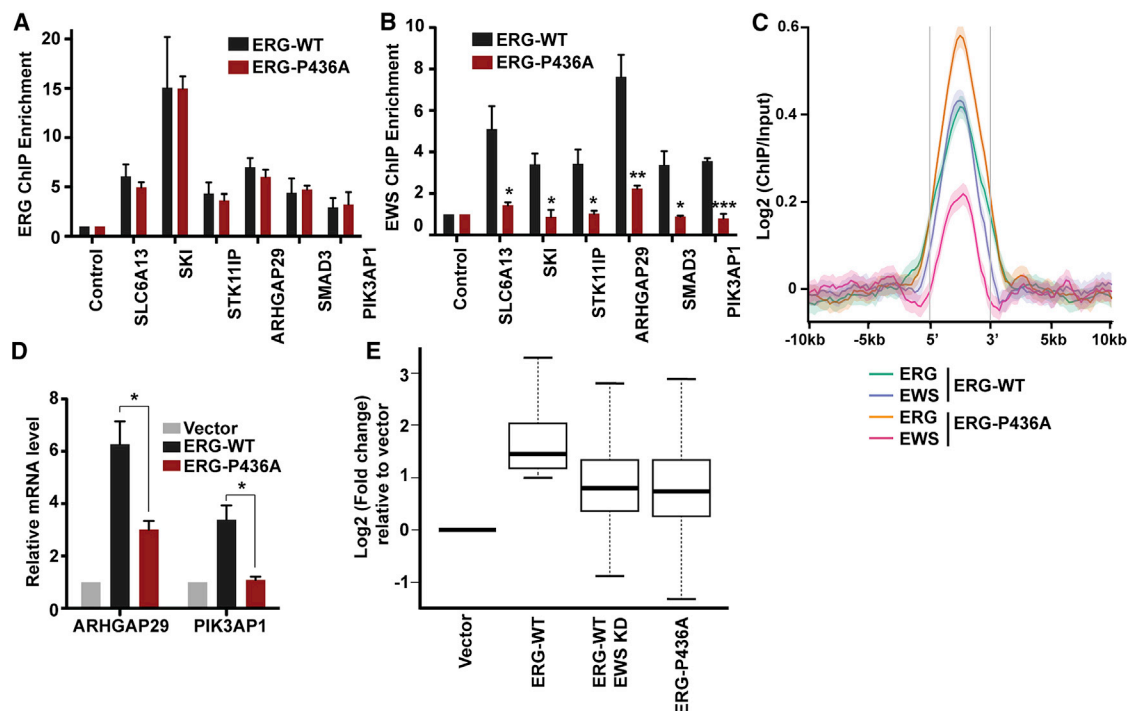 A
ERG ChIP Enrichment
20
15
10
5
0
ERG-WT
ERG-P436A
Control
SLC6A13
SKI
STK11IP
ARHGAP29
SMAD3
PIK3AP1
B
EWS ChIP Enrichment
10
8
6
4
2
0
ERG-WT
ERG-P436A
*
*
*
**
*
***
Control
SLC6A13
SKI
STK11IP
ARHGAP29
SMAD3
PIK3AP1
C
Log2 (ChIP/Input)
0.6
0.4
0.2
0
-10kb
-5kb
5'
3'
5kb
10kb
ERG
EWS
ERG-WT
ERG
EWS
ERG-P436A
D
Relative mRNA level
8
6
4
2
0
*
*
Vector
ERG-WT
ERG-P436A
ARHGAP29
PIK3AP1
E
Log2 (Fold change)
relative to vector
3
2
1
0
-1
Vector
ERG-WT
ERG-WT
EWS KD
ERG-P436A